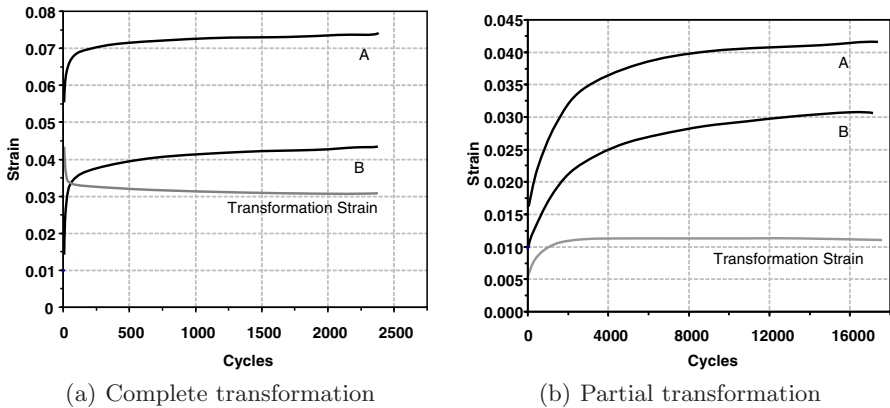 0.08
0.07
0.06
0.05
0.04
0.03
0.02
0.01
0
Strain
A
B
Transformation Strain
0
500
1000
1500
2000
2500
Cycles
(a) Complete transformation
0.045
0.040
0.035
0.030
0.025
0.020
0.015
0.010
0.005
0.000
Strain
A
B
Transformation Strain
0
4000
8000
12000
16000
Cycles
(b) Partial transformation